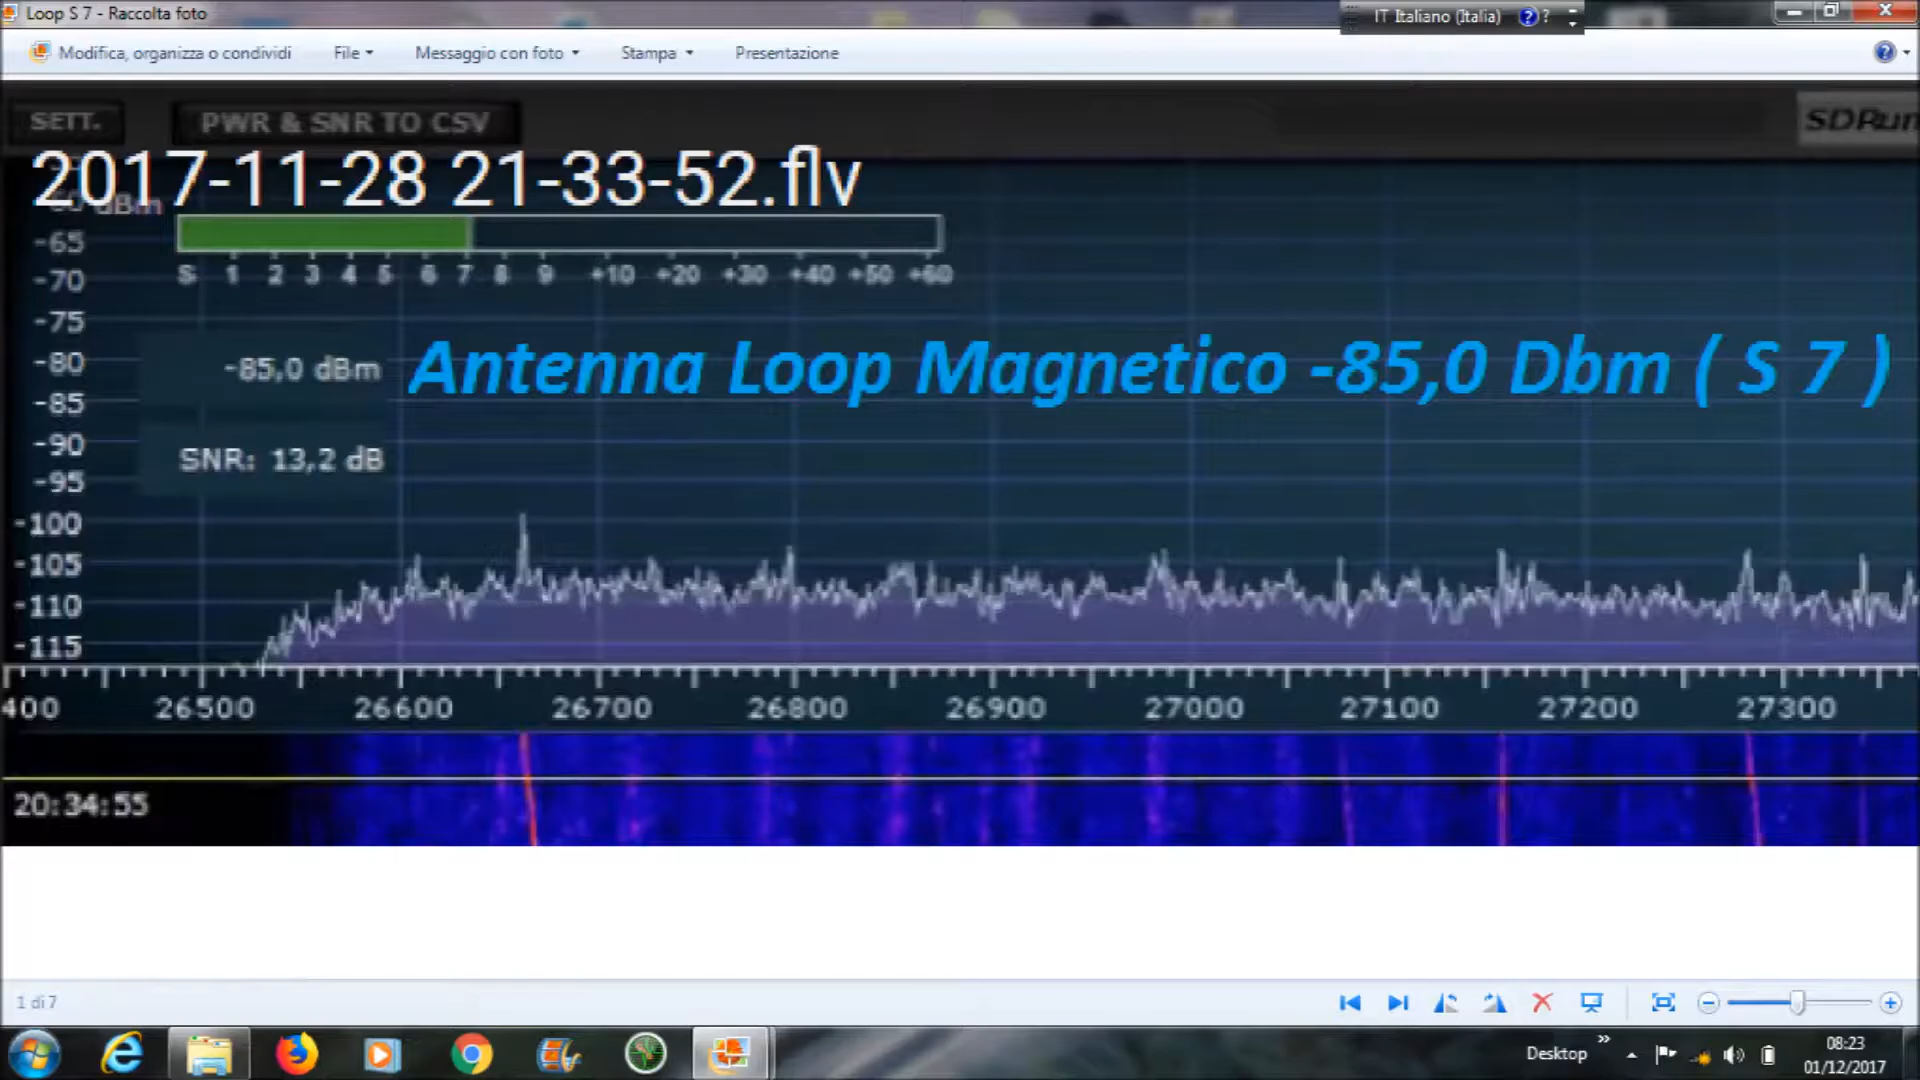 Loop S 7 - Raccolta foto
IT Italiano (Italia) ?
Modifica, organizza o condividi File Messaggio con foto Stampa Presentazione
SETT. PWR & SNR TO CSV
2017-11-28 21-33-52.flv
dBm
-65
S 1 2 3 4 5 6 7 8 9 +10 +20 +30 +40 +50 +60
-70
-75
-80
-85,0 dBm
Antenna Loop Magnetico -85,0 Dbm ( S 7 )
-85
-90
SNR: 13,2 dB
-95
-100
-105
-110
-115
400 26500 26600 26700 26800 26900 27000 27100 27200 27300
20:34:55
1 di 7
Desktop
08:23
01/12/2017